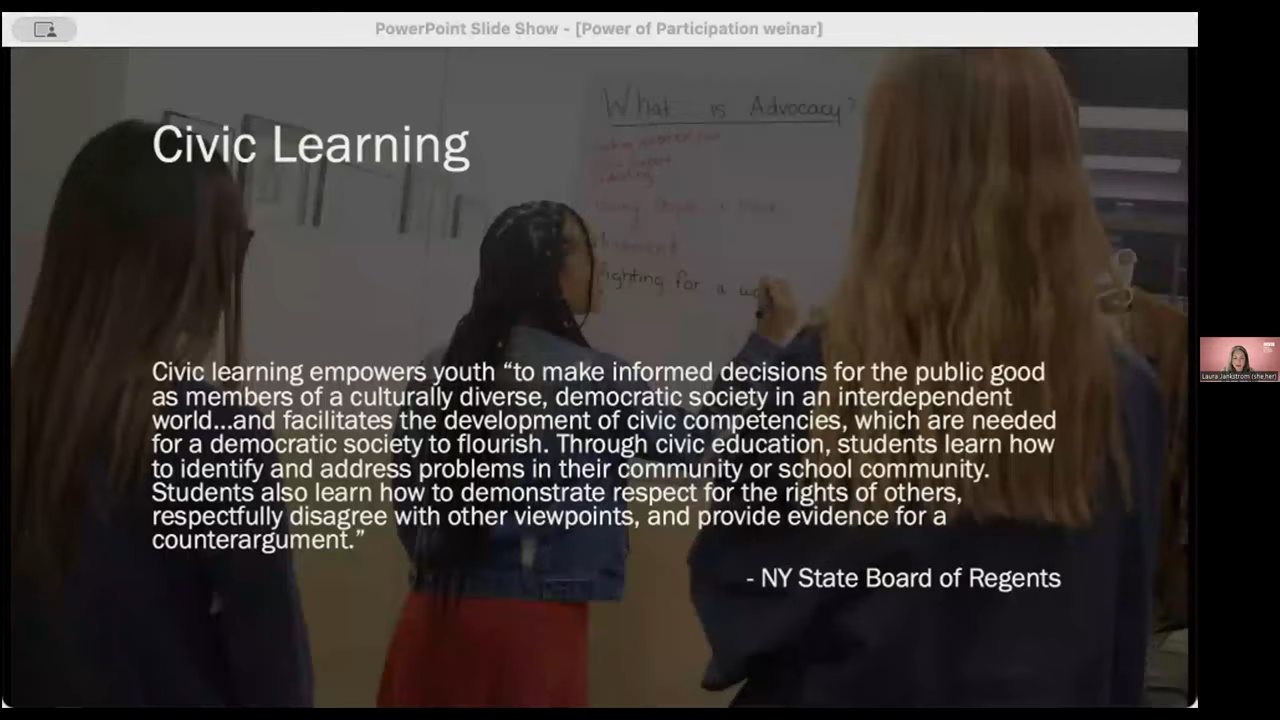 PowerPoint Slide Show - [Power of Participation weinar]
What is Advocacy?
Civic Learning
fighting for a
Civic learning empowers youth “to make informed decisions for the public good
as members of a culturally diverse, democratic society in an interdependent
world...and facilitates the development of civic competencies, which are needed
for a democratic society to flourish. Through civic education, students learn how
to identify and address problems in their community or school community.
Students also learn how to demonstrate respect for the rights of others,
respectfully disagree with other viewpoints, and provide evidence for a
counterargument.”
- NY State Board of Regents
Laura Jankstrom (she,her)